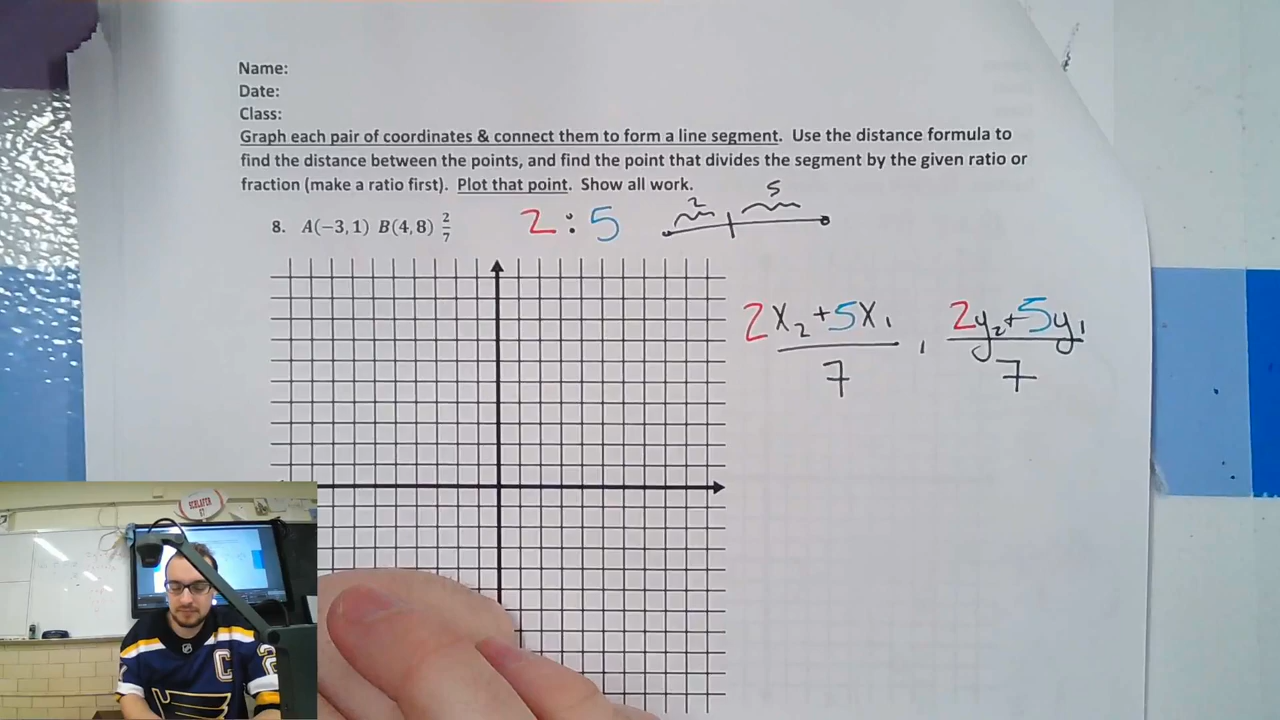 Name:
Date:
Class:
Graph each pair of coordinates & connect them to form a line segment. Use the distance formula to
find the distance between the points, and find the point that divides the segment by the given ratio or
fraction (make a ratio first). Plot that point. Show all work.
8. A(−3, 1) B(4, 8) 2/7
2 : 5
2 5
2x₂+5x₁ / 7 , 2y₂+5y₁ / 7
SCHLAFER
67
C
2